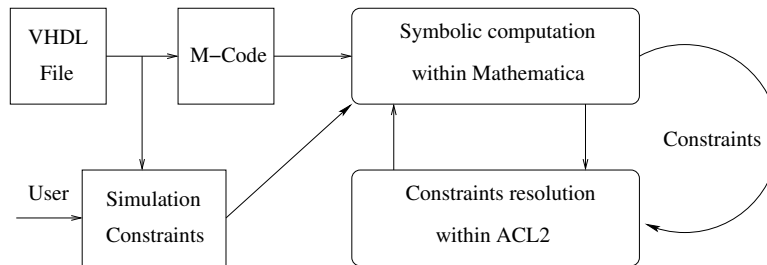 VHDL
File
M−Code
Symbolic computation
within Mathematica
Constraints
User
Simulation
Constraints
Constraints resolution
within ACL2